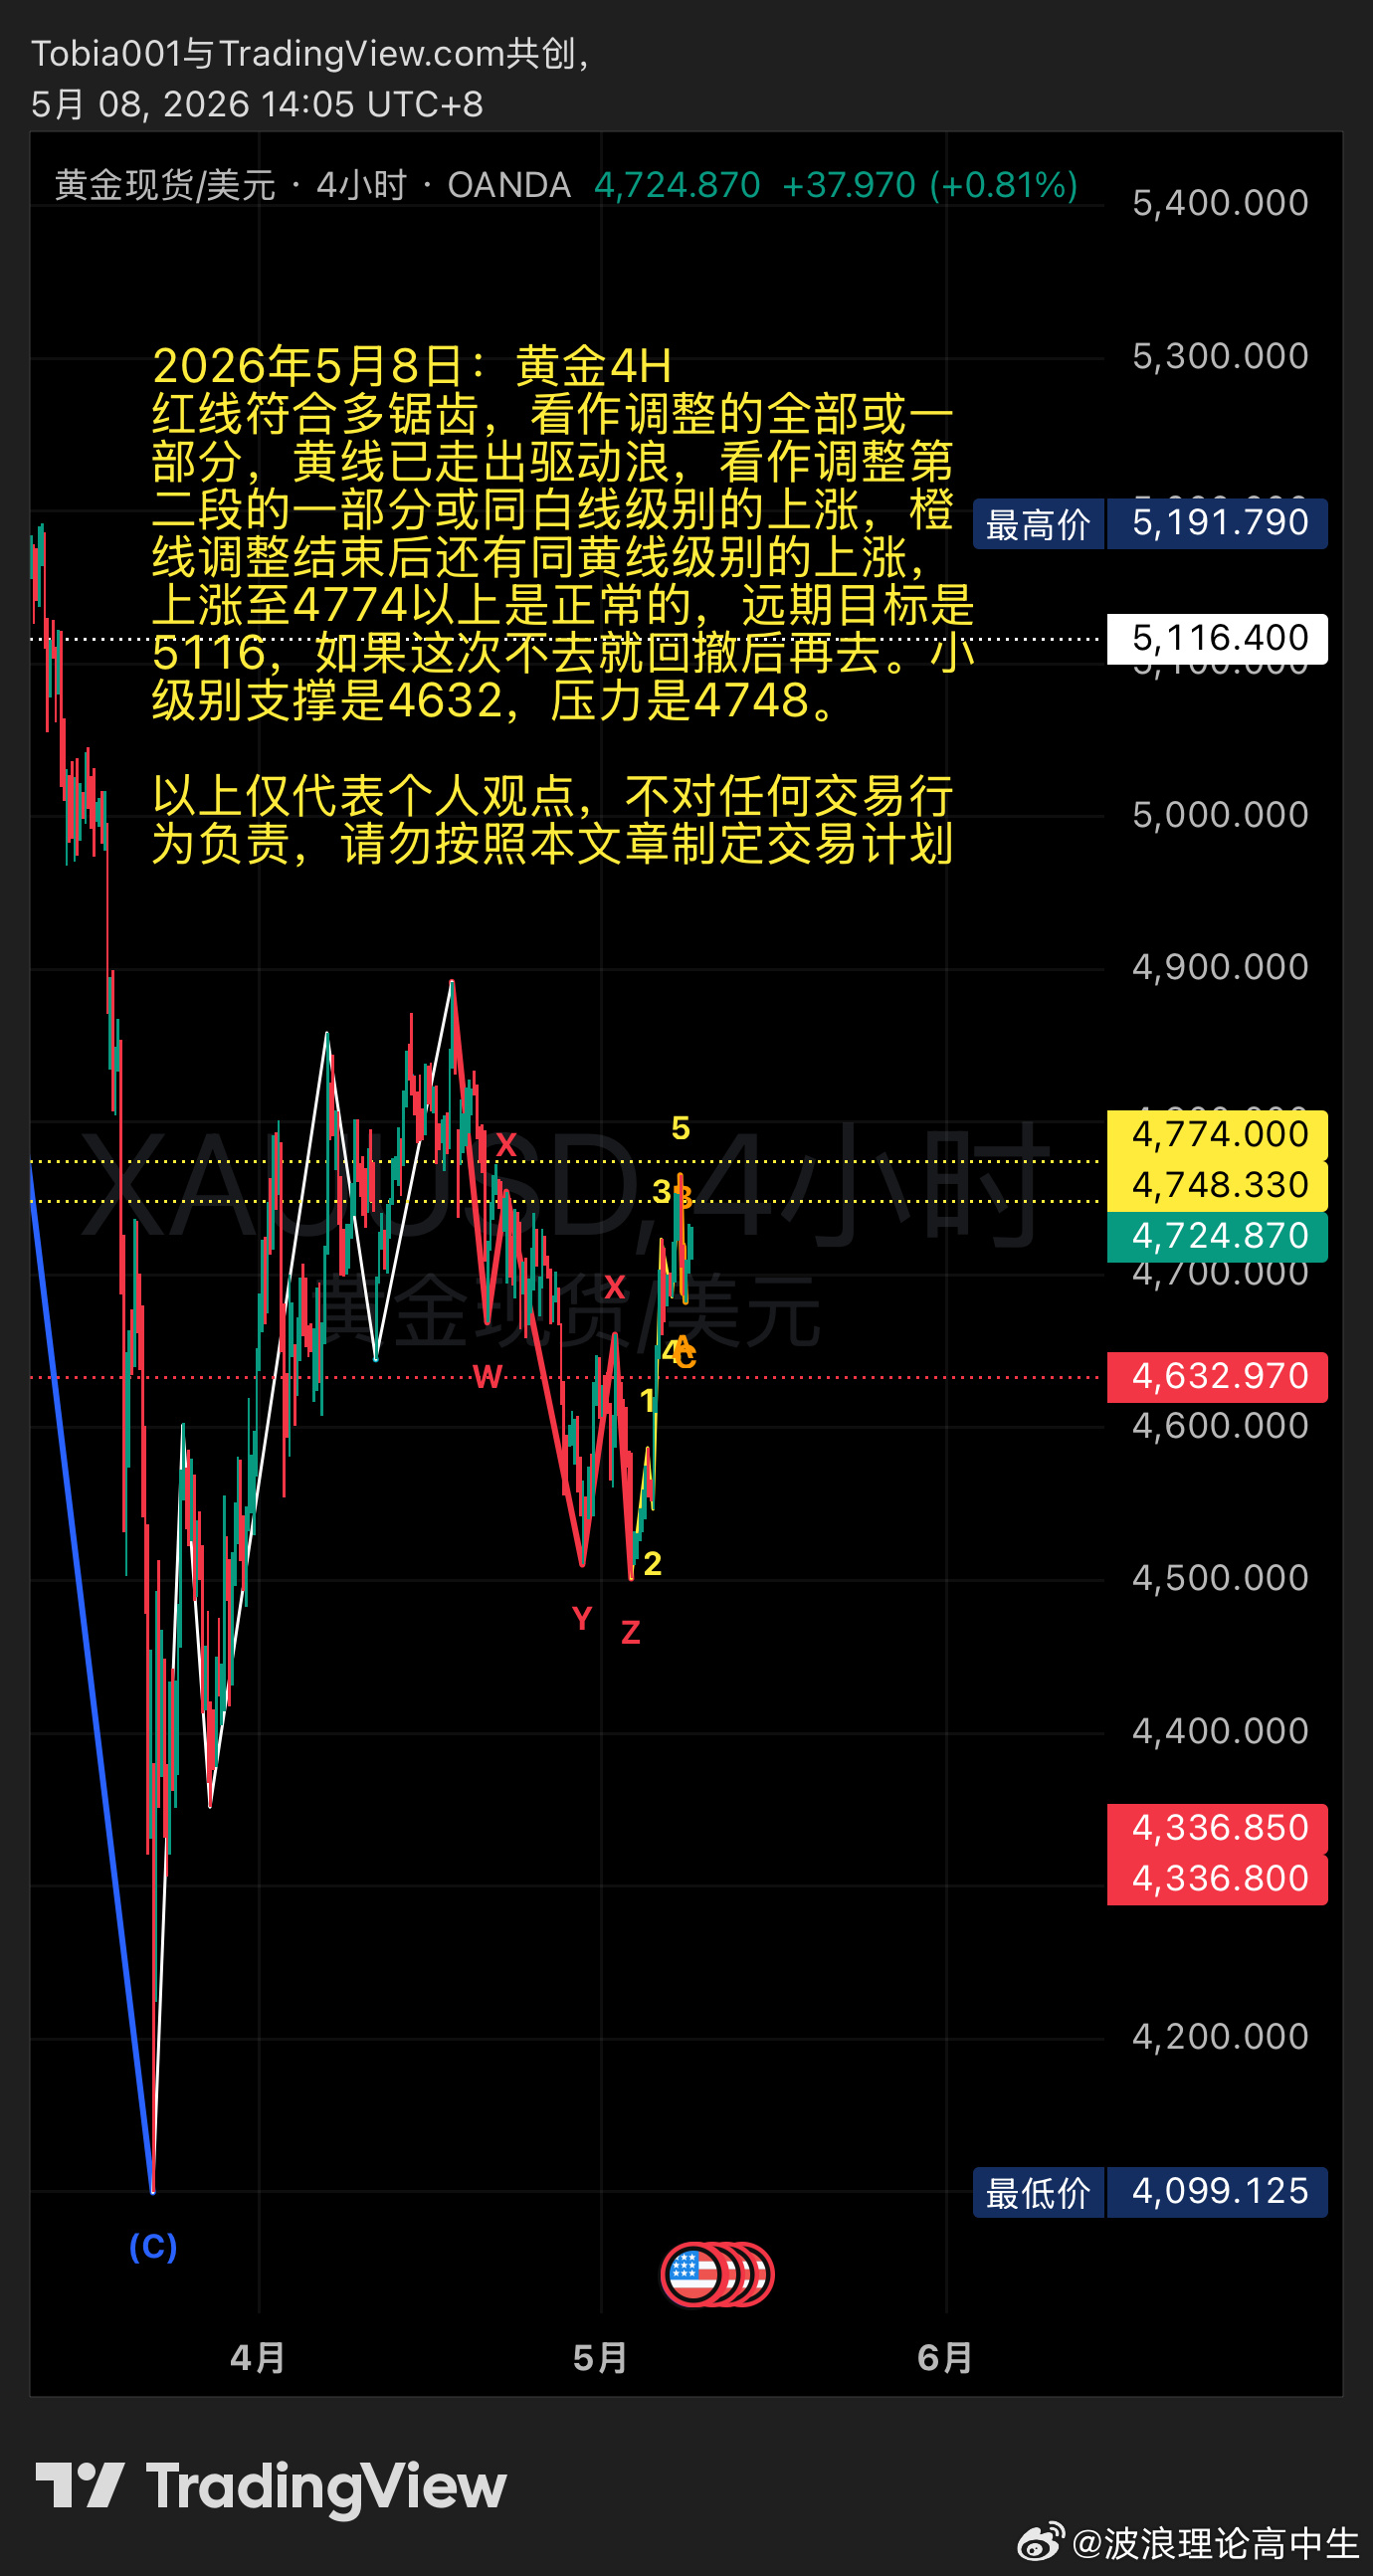 Tobia001与TradingView.com共创，
5月 08, 2026 14:05 UTC+8
黄金现货/美元 · 4小时 · OANDA 4,724.870 +37.970 (+0.81%)
5,400.000
2026年5月8日：黄金4H
5,300.000
红线符合多锯齿，看作调整的全部或一
部分，黄线已走出驱动浪，看作调整第
二段的一部分或同白线级别的上涨，橙
最高价 5,191.790
线调整结束后还有同黄线级别的上涨，
上涨至4774以上是正常的，远期目标是
5,116.400
5116，如果这次不去就回撤后再去。小
5,100.000
级别支撑是4632，压力是4748。
以上仅代表个人观点，不对任何交易行
5,000.000
为负责，请勿按照本文章制定交易计划
4,900.000
5
4,774.000
X
XAUUSD, 4小时
3 B
4,748.330
4,724.870
4,700.000
X
黄金现货/美元
4 A
C
W
4,632.970
1
4,600.000
2
4,500.000
Y
Z
4,400.000
4,336.850
4,336.800
4,200.000
最低价 4,099.125
(C)
4月 5月 6月
TradingView
@波浪理论高中生